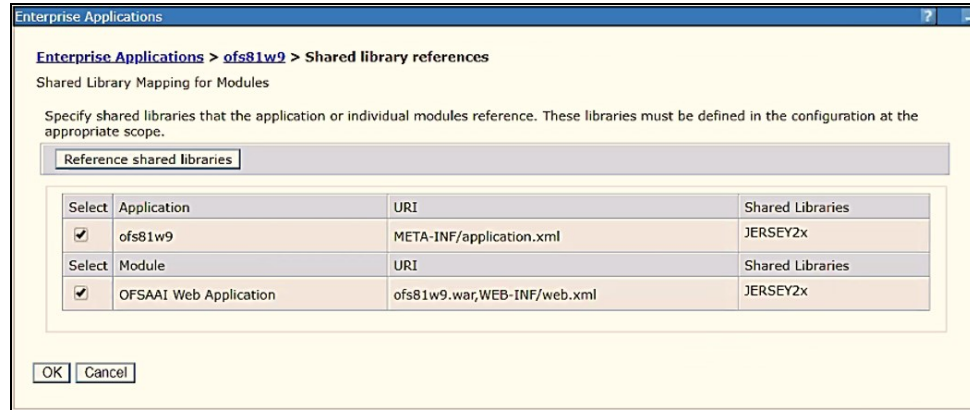 Enterprise Applications ? -
Enterprise Applications > ofs81w9 > Shared library references
Shared Library Mapping for Modules
Specify shared libraries that the application or individual modules reference. These libraries must be defined in the configuration at the
appropriate scope.
Reference shared libraries
Select Application URI Shared Libraries
ofs81w9 META-INF/application.xml JERSEY2x
Select Module URI Shared Libraries
OFSAAI Web Application ofs81w9.war,WEB-INF/web.xml JERSEY2x
OK Cancel